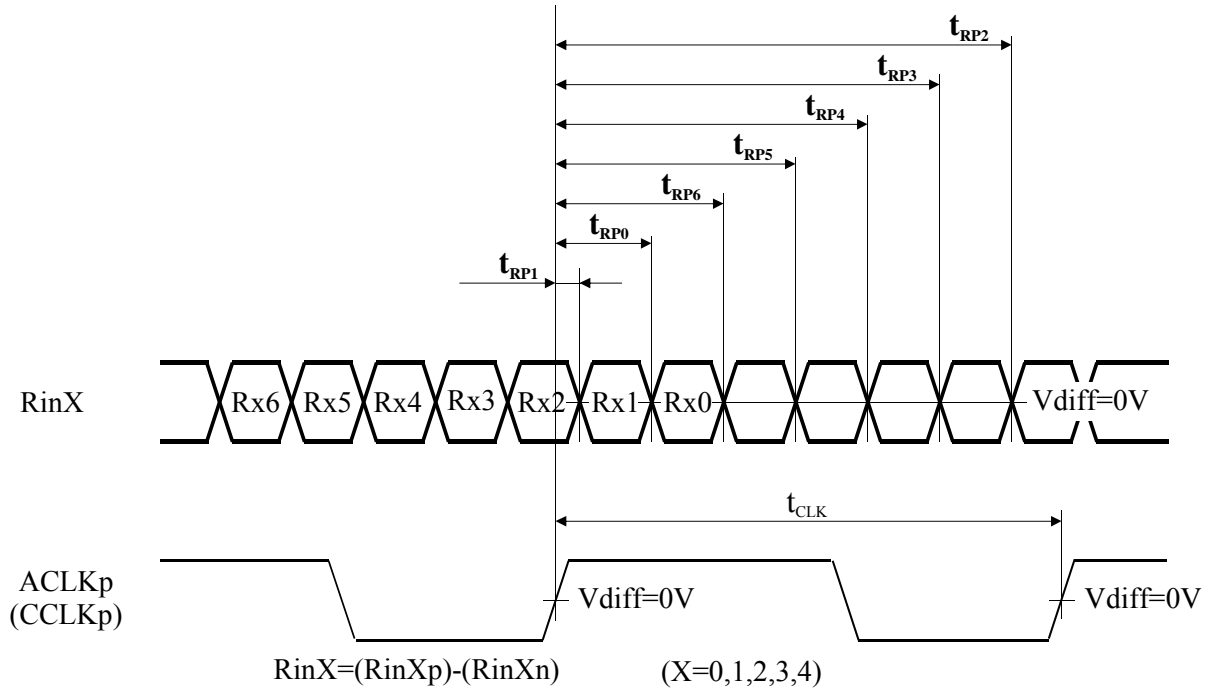 tRP2
tRP3
tRP4
tRP5
tRP6
tRP0
tRP1
RinX
Rx6 Rx5 Rx4 Rx3 Rx2 Rx1 Rx0 Vdiff=0V
tCLK
ACLKp
(CCLKp)
Vdiff=0V Vdiff=0V
RinX=(RinXp)-(RinXn) (X=0,1,2,3,4)